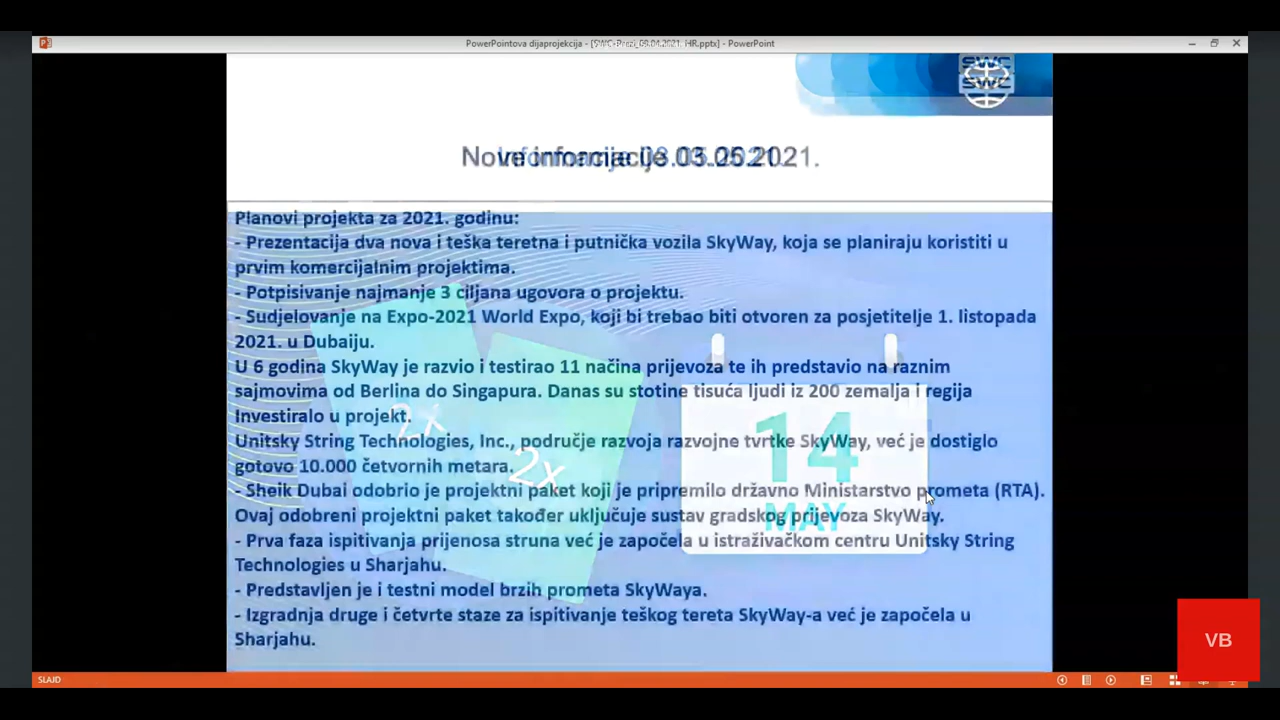 PowerPointova dijaprojekcija - [SWC-Prezi_09.04.2021. HR.pptx] - PowerPoint
SWC
SWC
Planovi projekta za 2021. godinu:
- Prezentacija dva nova i teška teretna i putnička vozila SkyWay, koja se planiraju koristiti u
prvim komercijalnim projektima.
- Potpisivanje najmanje 3 ciljana ugovora o projektu.
- Sudjelovanje na Expo-2021 World Expo, koji bi trebao biti otvoren za posjetitelje 1. listopada
2021. u Dubaiju.
U 6 godina SkyWay je razvio i testirao 11 načina prijevoza te ih predstavio na raznim
sajmovima od Berlina do Singapura. Danas su stotine tisuća ljudi iz 200 zemalja i regija
Investiralo u projekt.
2x
Unitsky String Technologies, Inc., područje razvoja razvojne tvrtke SkyWay, već je dostiglo
gotovo 10.000 četvornih metara.
2x
14
- Sheik Dubai odobrio je projektni paket koji je pripremilo državno Ministarstvo prometa (RTA).
Ovaj odobreni projektni paket također uključuje sustav gradskog prijevoza SkyWay.
MAY
- Prva faza ispitivanja prijenosa struna već je započela u istraživačkom centru Unitsky String
Technologies u Sharjahu.
- Predstavljen je i testni model brzih prometa SkyWaya.
- Izgradnja druge i četvrte staze za ispitivanje teškog tereta SkyWay-a već je započela u
Sharjahu.
VB
SLAJD